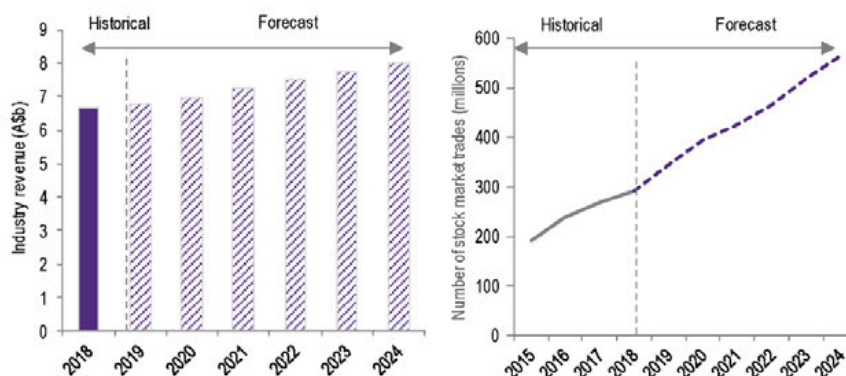 Historical Forecast
Industry revenue (A$b)
9
8
7
6
5
4
3
2
1
0
2018 2019 2020 2021 2022 2023 2024
Historical Forecast
Number of stock market trades (millions)
600
500
400
300
200
100
0
2015 2016 2017 2018 2019 2020 2021 2022 2023 2024